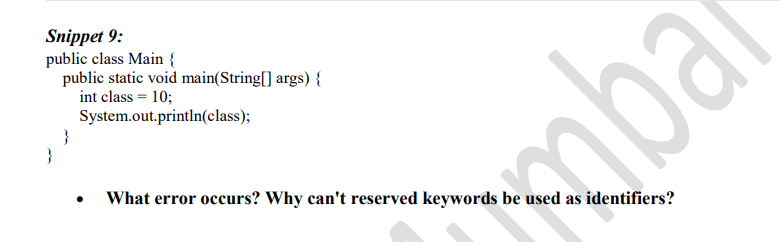 Snippet 9:
public class Main {
public static void main(String[] args) {
int class = 10;
System.out.println(class);
}
}
• What error occurs? Why can't reserved keywords be used as identifiers?